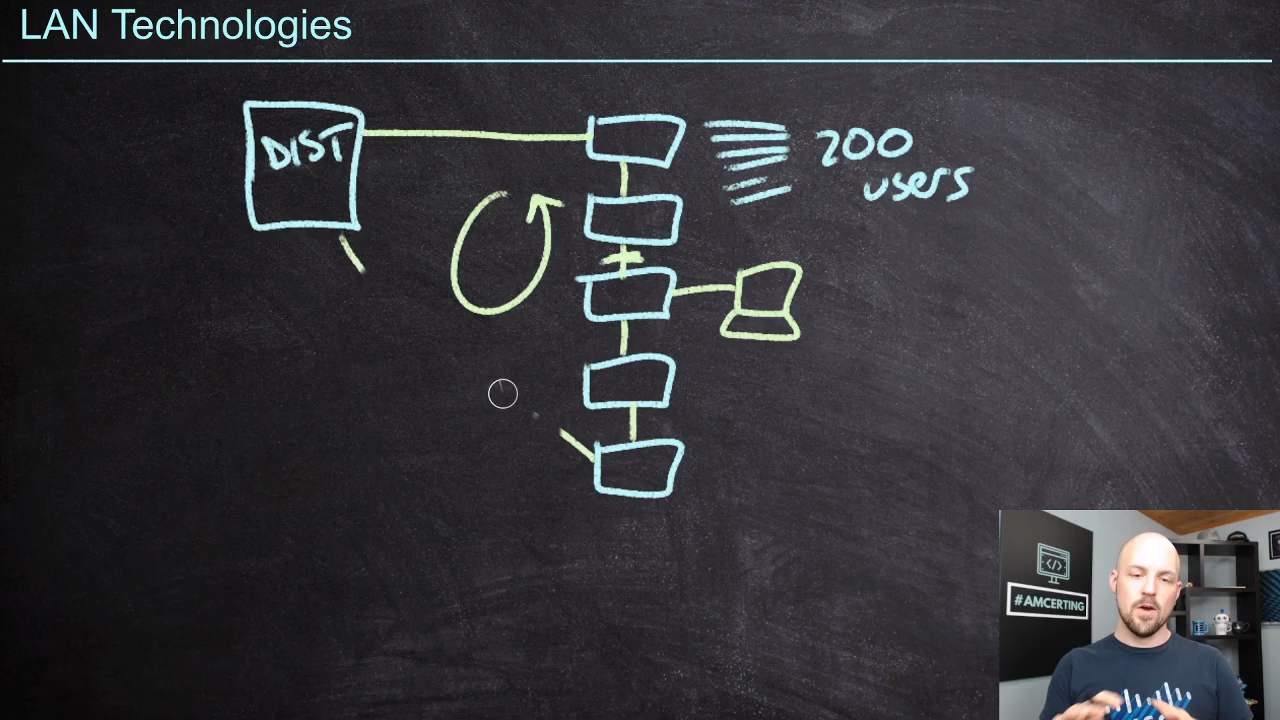 LAN Technologies
DIST
200
users
</>
#AMCERTING